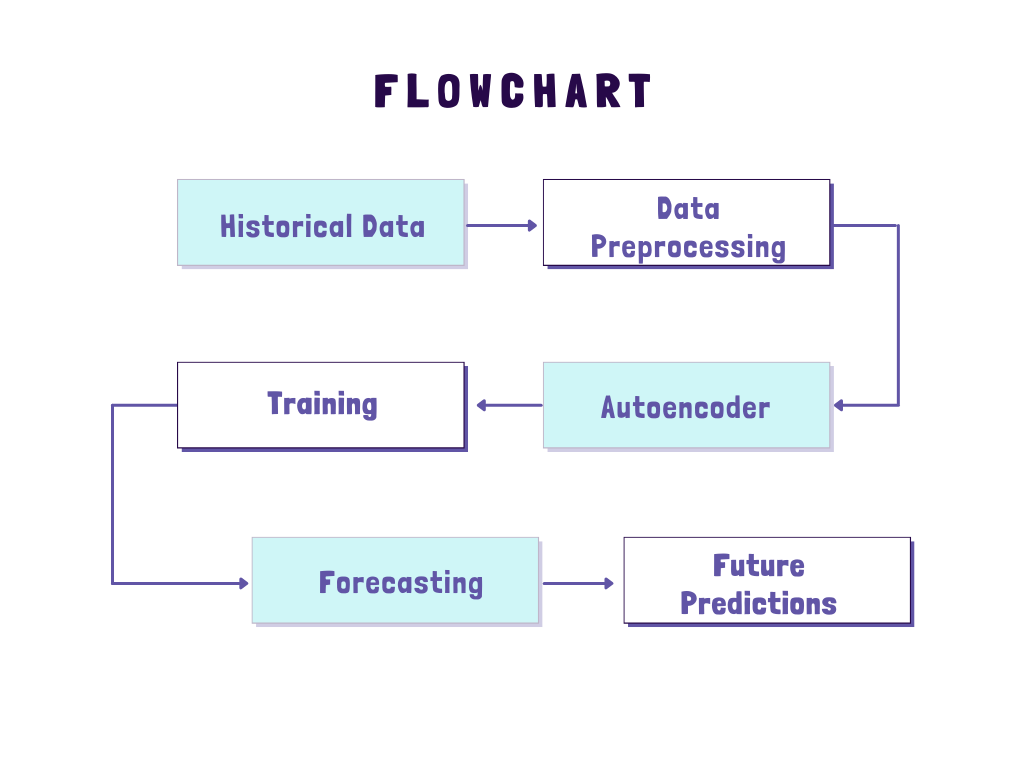 FLOWCHART
Historical Data
Data
Preprocessing
Training
Autoencoder
Forecasting
Future
Predictions